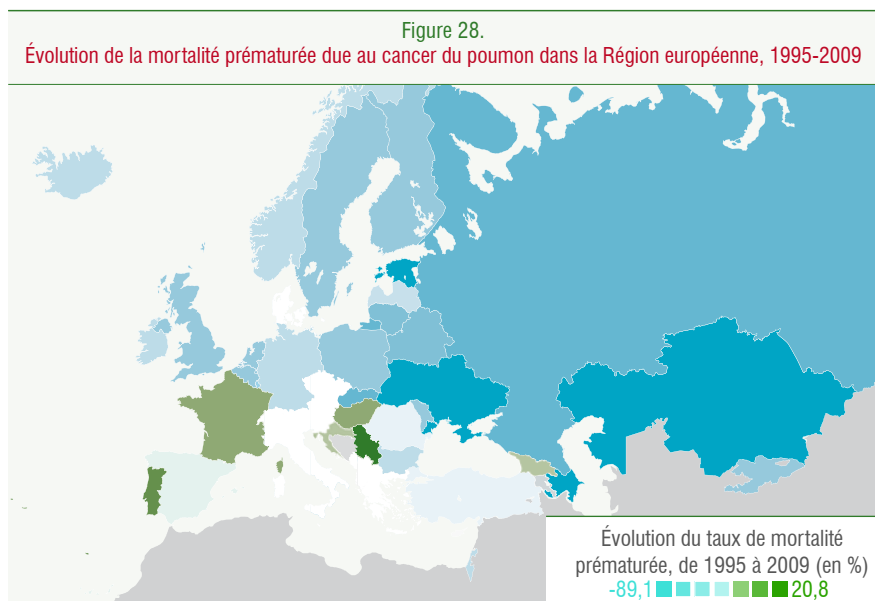 Figure 28.
Évolution de la mortalité prématurée due au cancer du poumon dans la Région européenne, 1995-2009
Évolution du taux de mortalité
prématurée, de 1995 à 2009 (en %)
-89,1 20,8